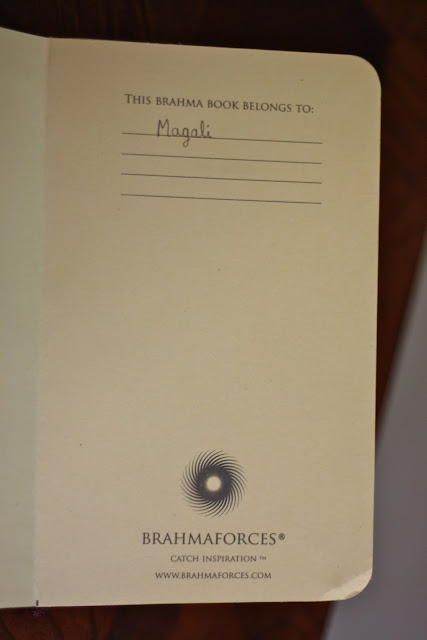 THIS BRAHMA BOOK BELONGS TO:
Magali
BRAHMAFORCES®
CATCH INSPIRATION™
WWW.BRAHMAFORCES.COM